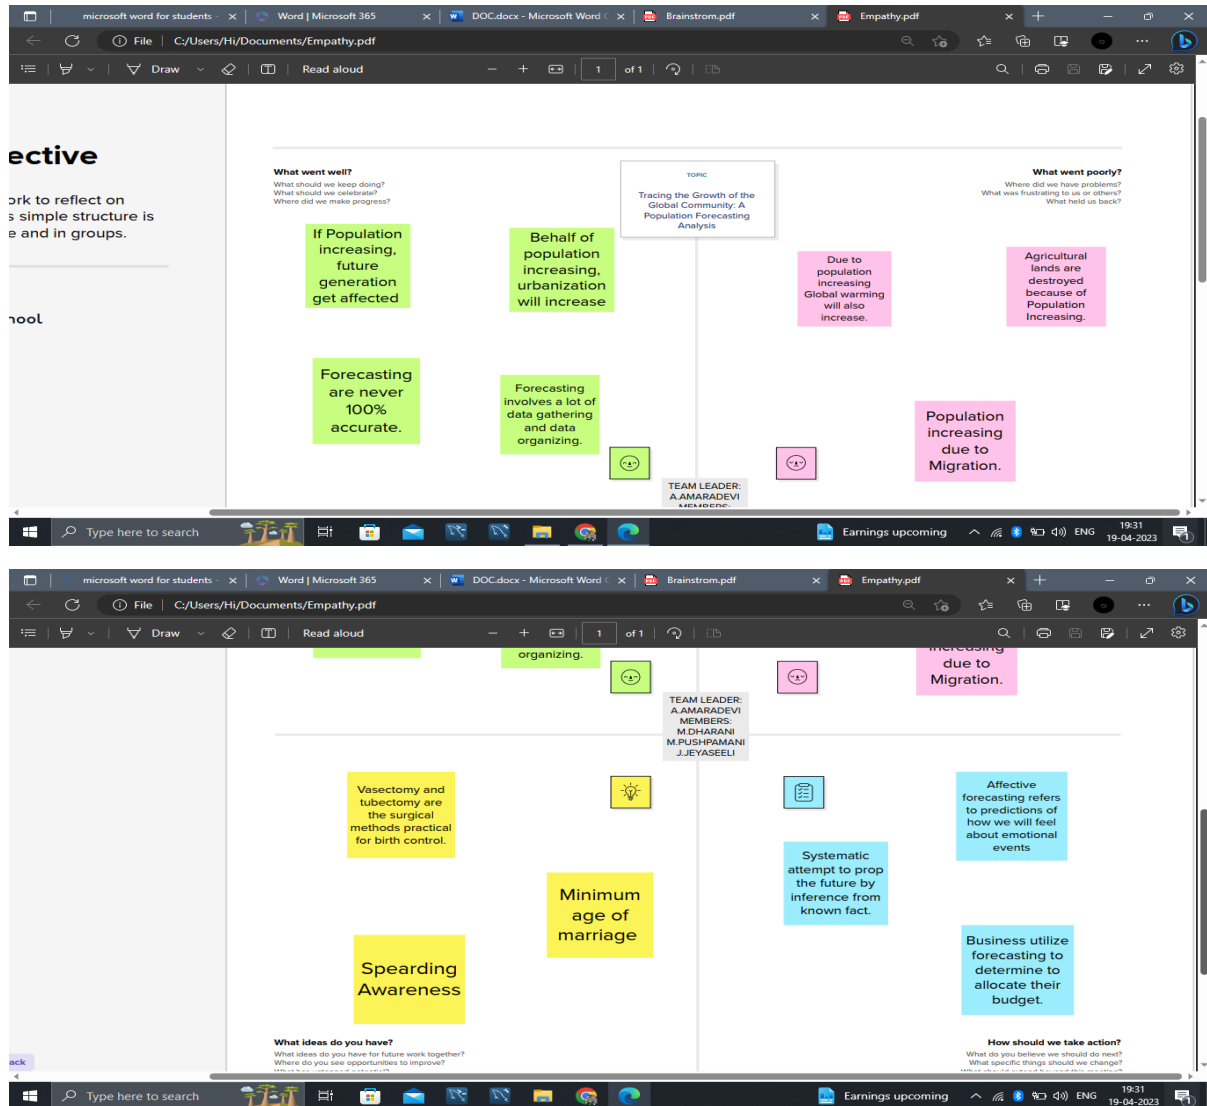 microsoft word for students -
Word | Microsoft 365
DOC.docx - Microsoft Word
Brainstrom.pdf
Empathy.pdf
File
C:/Users/Hi/Documents/Empathy.pdf
Draw
Read aloud
1
of 1
ective
ork to reflect on
s simple structure is
e and in groups.
hool
What went well?
What should we keep doing?
What should we celebrate?
Where did we make progress?
TOPIC
Tracing the Growth of the
Global Community: A
Population Forecasting
Analysis
What went poorly?
Where did we have problems?
What was frustrating to us or others?
What held us back?
If Population
increasing,
future
generation
get affected
Behalf of
population
increasing,
urbanization
will increase
Due to
population
increasing
Global warming
will also
increase.
Agricultural
lands are
destroyed
because of
Population
Increasing.
Forecasting
are never
100%
accurate.
Forecasting
involves a lot of
data gathering
and data
organizing.
Population
increasing
due to
Migration.
TEAM LEADER:
A.AMARADEVI
MEMBERS:
Type here to search
Earnings upcoming
ENG
19:31
19-04-2023
microsoft word for students -
Word | Microsoft 365
DOC.docx - Microsoft Word
Brainstrom.pdf
Empathy.pdf
File
C:/Users/Hi/Documents/Empathy.pdf
Draw
Read aloud
1
of 1
organizing.
increasing
due to
Migration.
TEAM LEADER:
A.AMARADEVI
MEMBERS:
M.DHARANI
M.PUSHPAMANI
J.JEYASEELI
Vasectomy and
tubectomy are
the surgical
methods practical
for birth control.
Minimum
age of
marriage
Spearding
Awareness
Affective
forecasting refers
to predictions of
how we will feel
about emotional
events
Systematic
attempt to prop
the future by
inference from
known fact.
Business utilize
forecasting to
determine to
allocate their
budget.
What ideas do you have?
What ideas do you have for future work together?
Where do you see opportunities to improve?
What has untapped potential?
How should we take action?
What do you believe we should do next?
What specific things should we change?
What should extend beyond this meeting?
ack
Type here to search
Earnings upcoming
ENG
19:31
19-04-2023